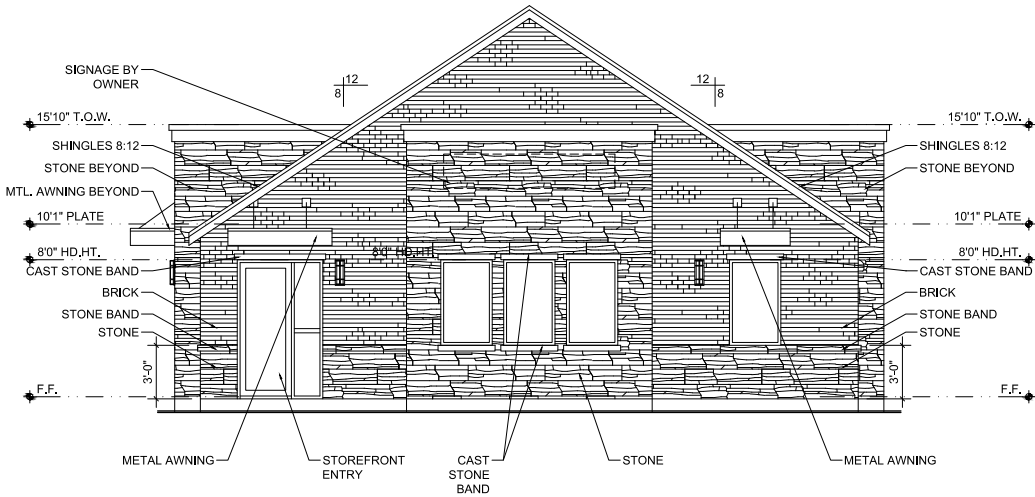 SIGNAGE BY
OWNER
12
8
12
8
15'10" T.O.W.
15'10" T.O.W.
SHINGLES 8:12
SHINGLES 8:12
STONE BEYOND
STONE BEYOND
MTL. AWNING BEYOND
10'1" PLATE
10'1" PLATE
8'0" HD.HT.
8'0" HD.HT.
8'0" HD.HT.
CAST STONE BAND
CAST STONE BAND
BRICK
BRICK
STONE BAND
STONE BAND
STONE
STONE
3'-0"
3'-0"
F.F.
F.F.
METAL AWNING
STOREFRONT
ENTRY
CAST
STONE
BAND
STONE
METAL AWNING